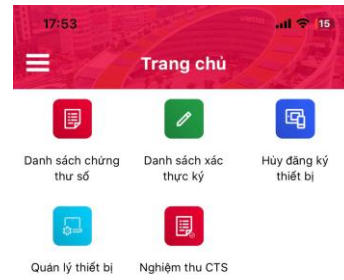 17:53
15
Trang chủ
Danh sách chứng
thư số
Danh sách xác
thực ký
Hủy đăng ký
thiết bị
Quản lý thiết bị
Nghiệm thu CTS